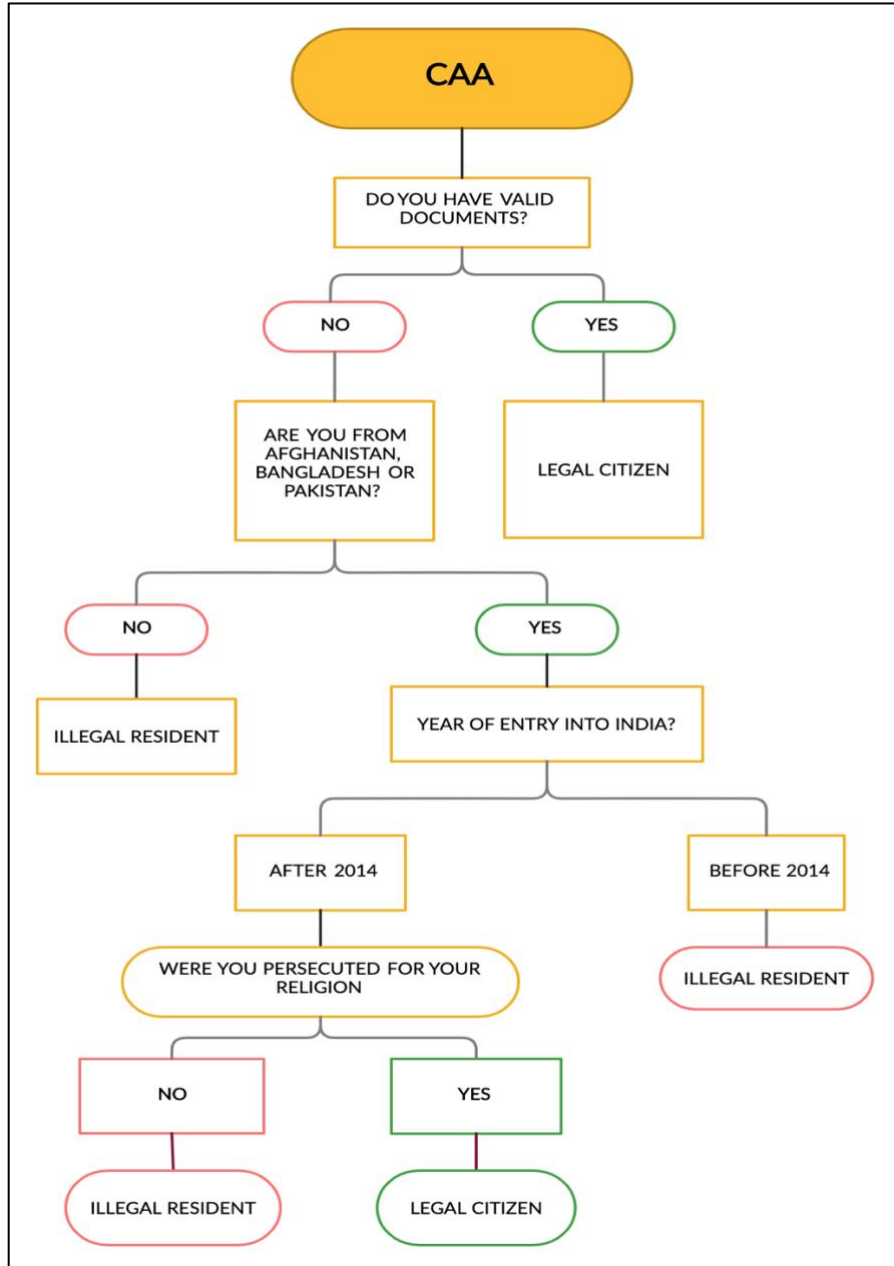 CAA
DO YOU HAVE VALID
DOCUMENTS?
NO
YES
ARE YOU FROM
AFGHANISTAN,
BANGLADESH OR
PAKISTAN?
LEGAL CITIZEN
NO
YES
ILLEGAL RESIDENT
YEAR OF ENTRY INTO INDIA?
AFTER 2014
BEFORE 2014
WERE YOU PERSECUTED FOR YOUR
RELIGION
ILLEGAL RESIDENT
NO
YES
ILLEGAL RESIDENT
LEGAL CITIZEN